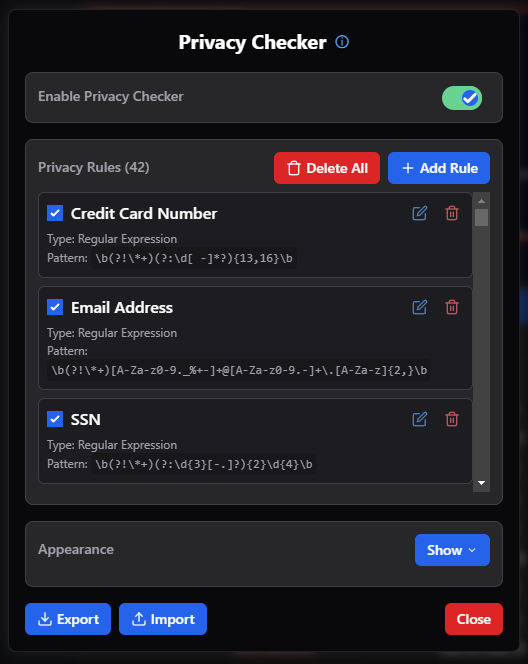 Privacy Checker
Enable Privacy Checker
Privacy Rules (42)
Delete All
Add Rule
Credit Card Number
Type: Regular Expression
Pattern: \b(?!\*+)(?:\d[ -]*?){13,16}\b
Email Address
Type: Regular Expression
Pattern:
\b(?!\*+)[A-Za-z0-9._%+-]+@[A-Za-z0-9.-]+\.[A-Za-z]{2,}\b
SSN
Type: Regular Expression
Pattern: \b(?!\*+)(?:\d{3}[-.]?){2}\d{4}\b
Appearance
Show
Export
Import
Close